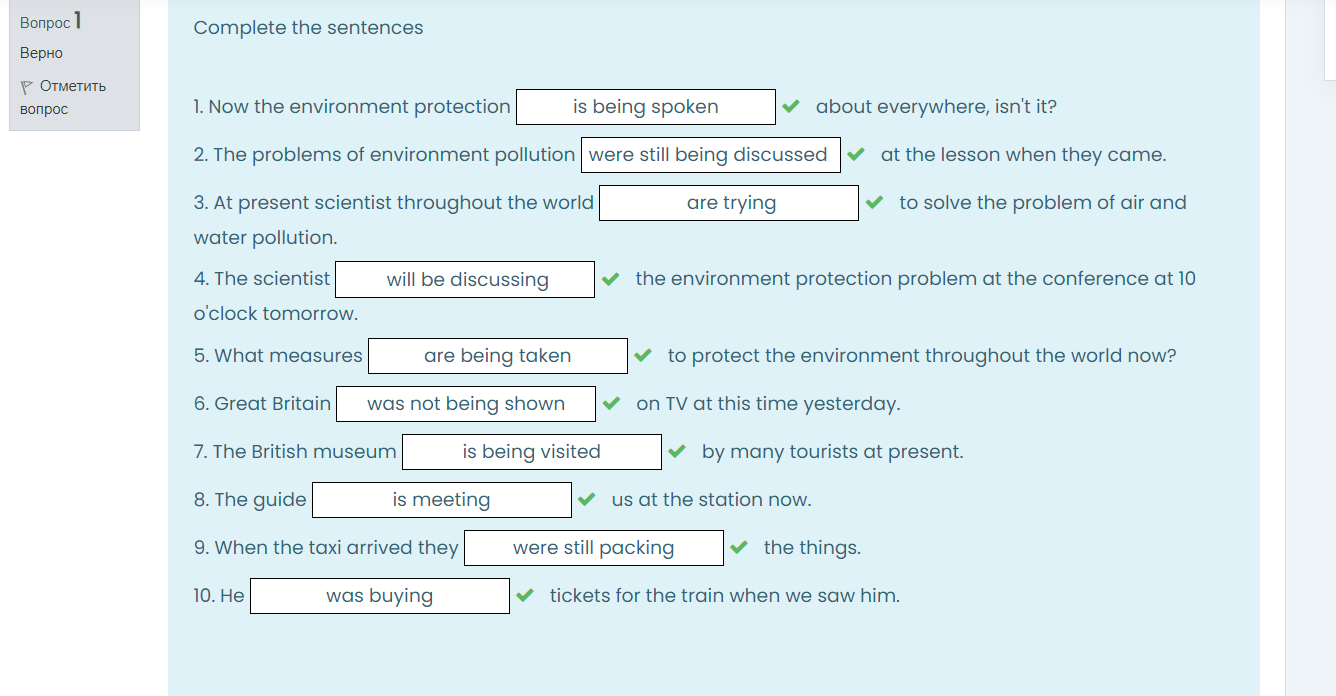 Вопрос 1
Верно
Отметить
вопрос
Complete the sentences
1. Now the environment protection is being spoken about everywhere, isn't it?
2. The problems of environment pollution were still being discussed at the lesson when they came.
3. At present scientist throughout the world are trying to solve the problem of air and
water pollution.
4. The scientist will be discussing the environment protection problem at the conference at 10
o'clock tomorrow.
5. What measures are being taken to protect the environment throughout the world now?
6. Great Britain was not being shown on TV at this time yesterday.
7. The British museum is being visited by many tourists at present.
8. The guide is meeting us at the station now.
9. When the taxi arrived they were still packing the things.
10. He was buying tickets for the train when we saw him.